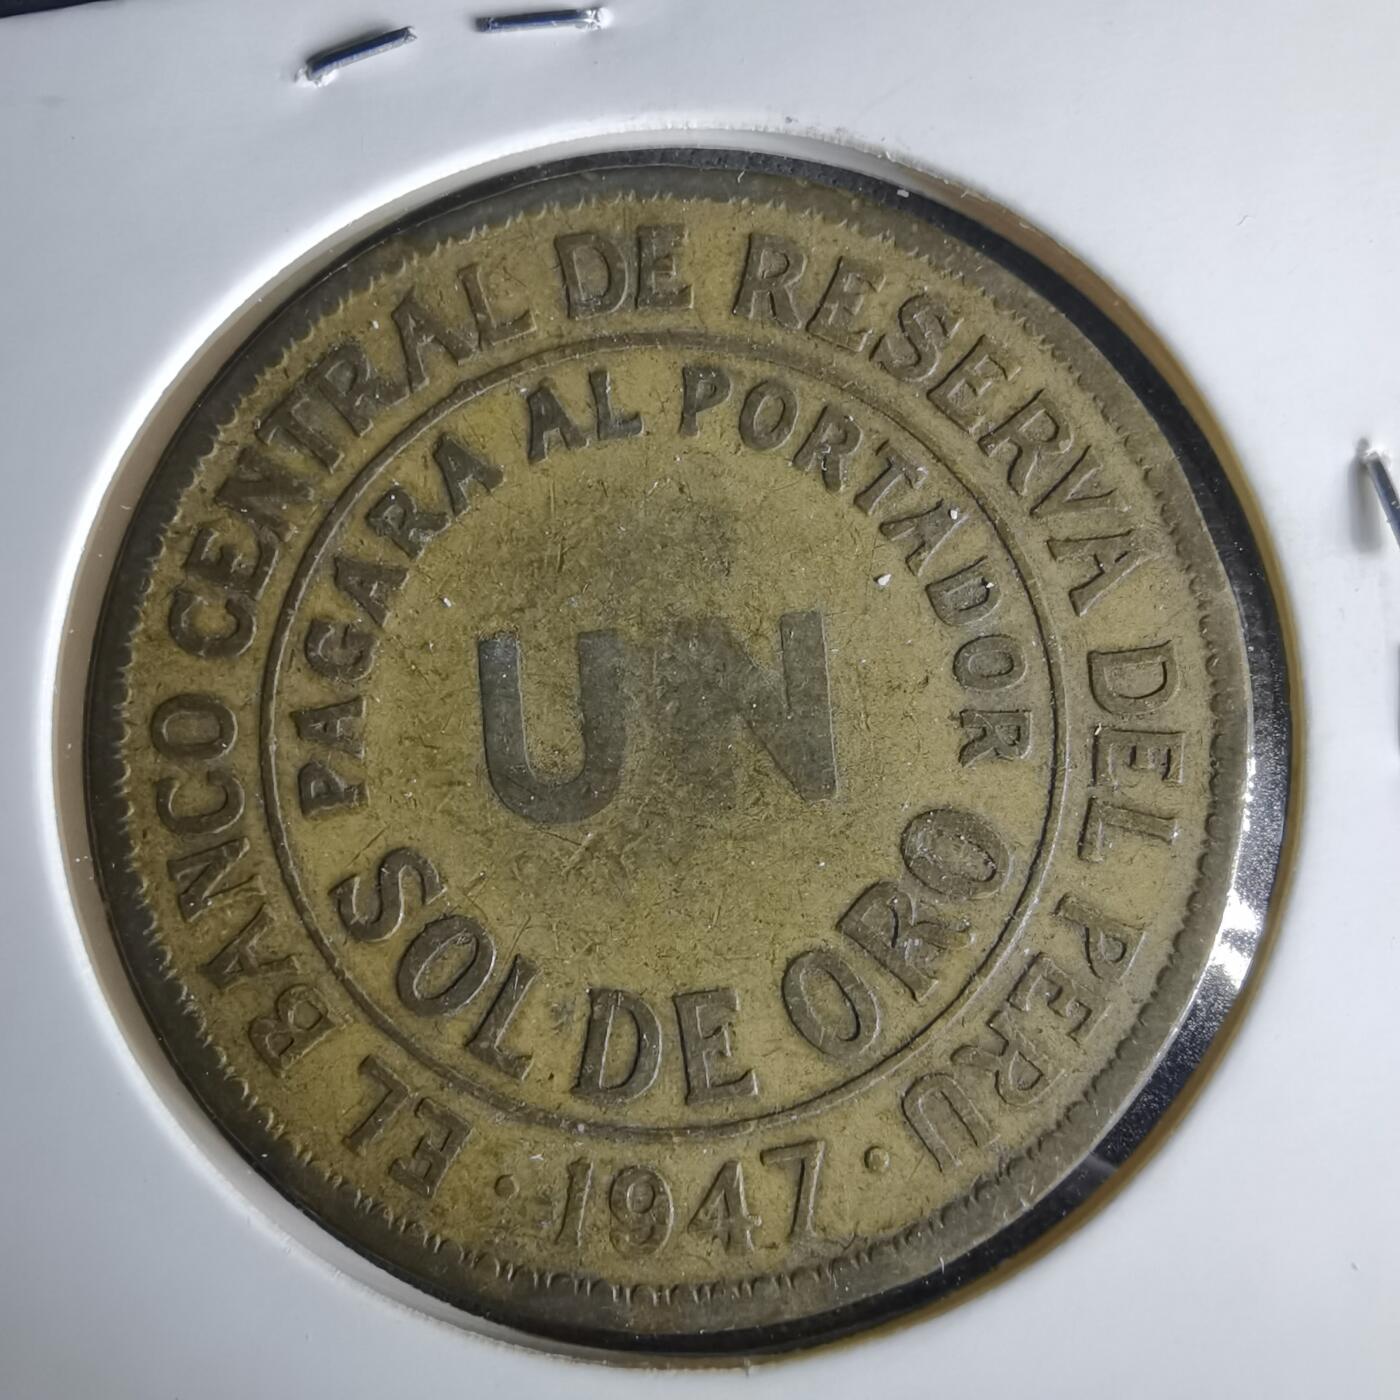 EL BANCO CENTRAL DE RESERVA DEL PERU
PAGARA AL PORTADOR
UN
SOL DE ORO
· 1947 ·